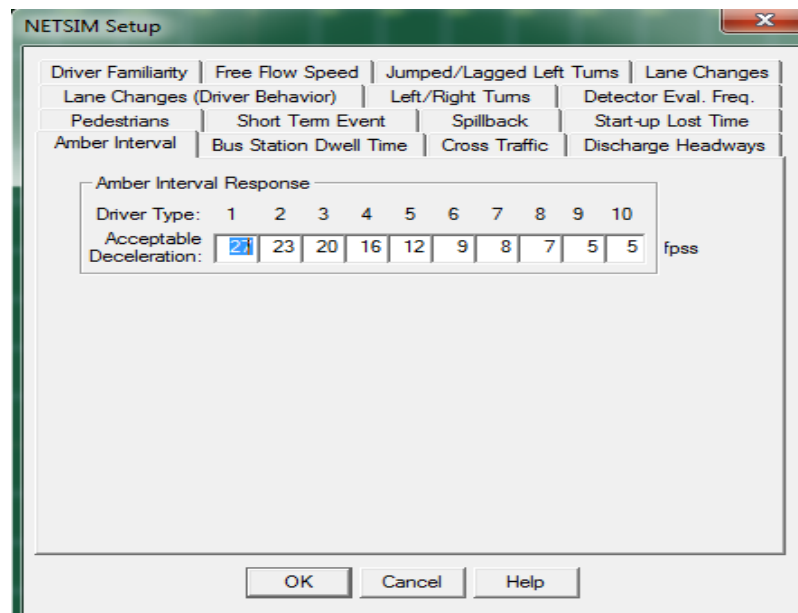 NETSIM Setup
Driver Familiarity Free Flow Speed Jumped/Lagged Left Turns Lane Changes
Lane Changes (Driver Behavior) Left/Right Turns Detector Eval. Freq.
Pedestrians Short Term Event Spillback Start-up Lost Time
Amber Interval Bus Station Dwell Time Cross Traffic Discharge Headways
Amber Interval Response
Driver Type: 1 2 3 4 5 6 7 8 9 10
Acceptable
Deceleration: 27 23 20 16 12 9 8 7 5 5 fpss
OK Cancel Help